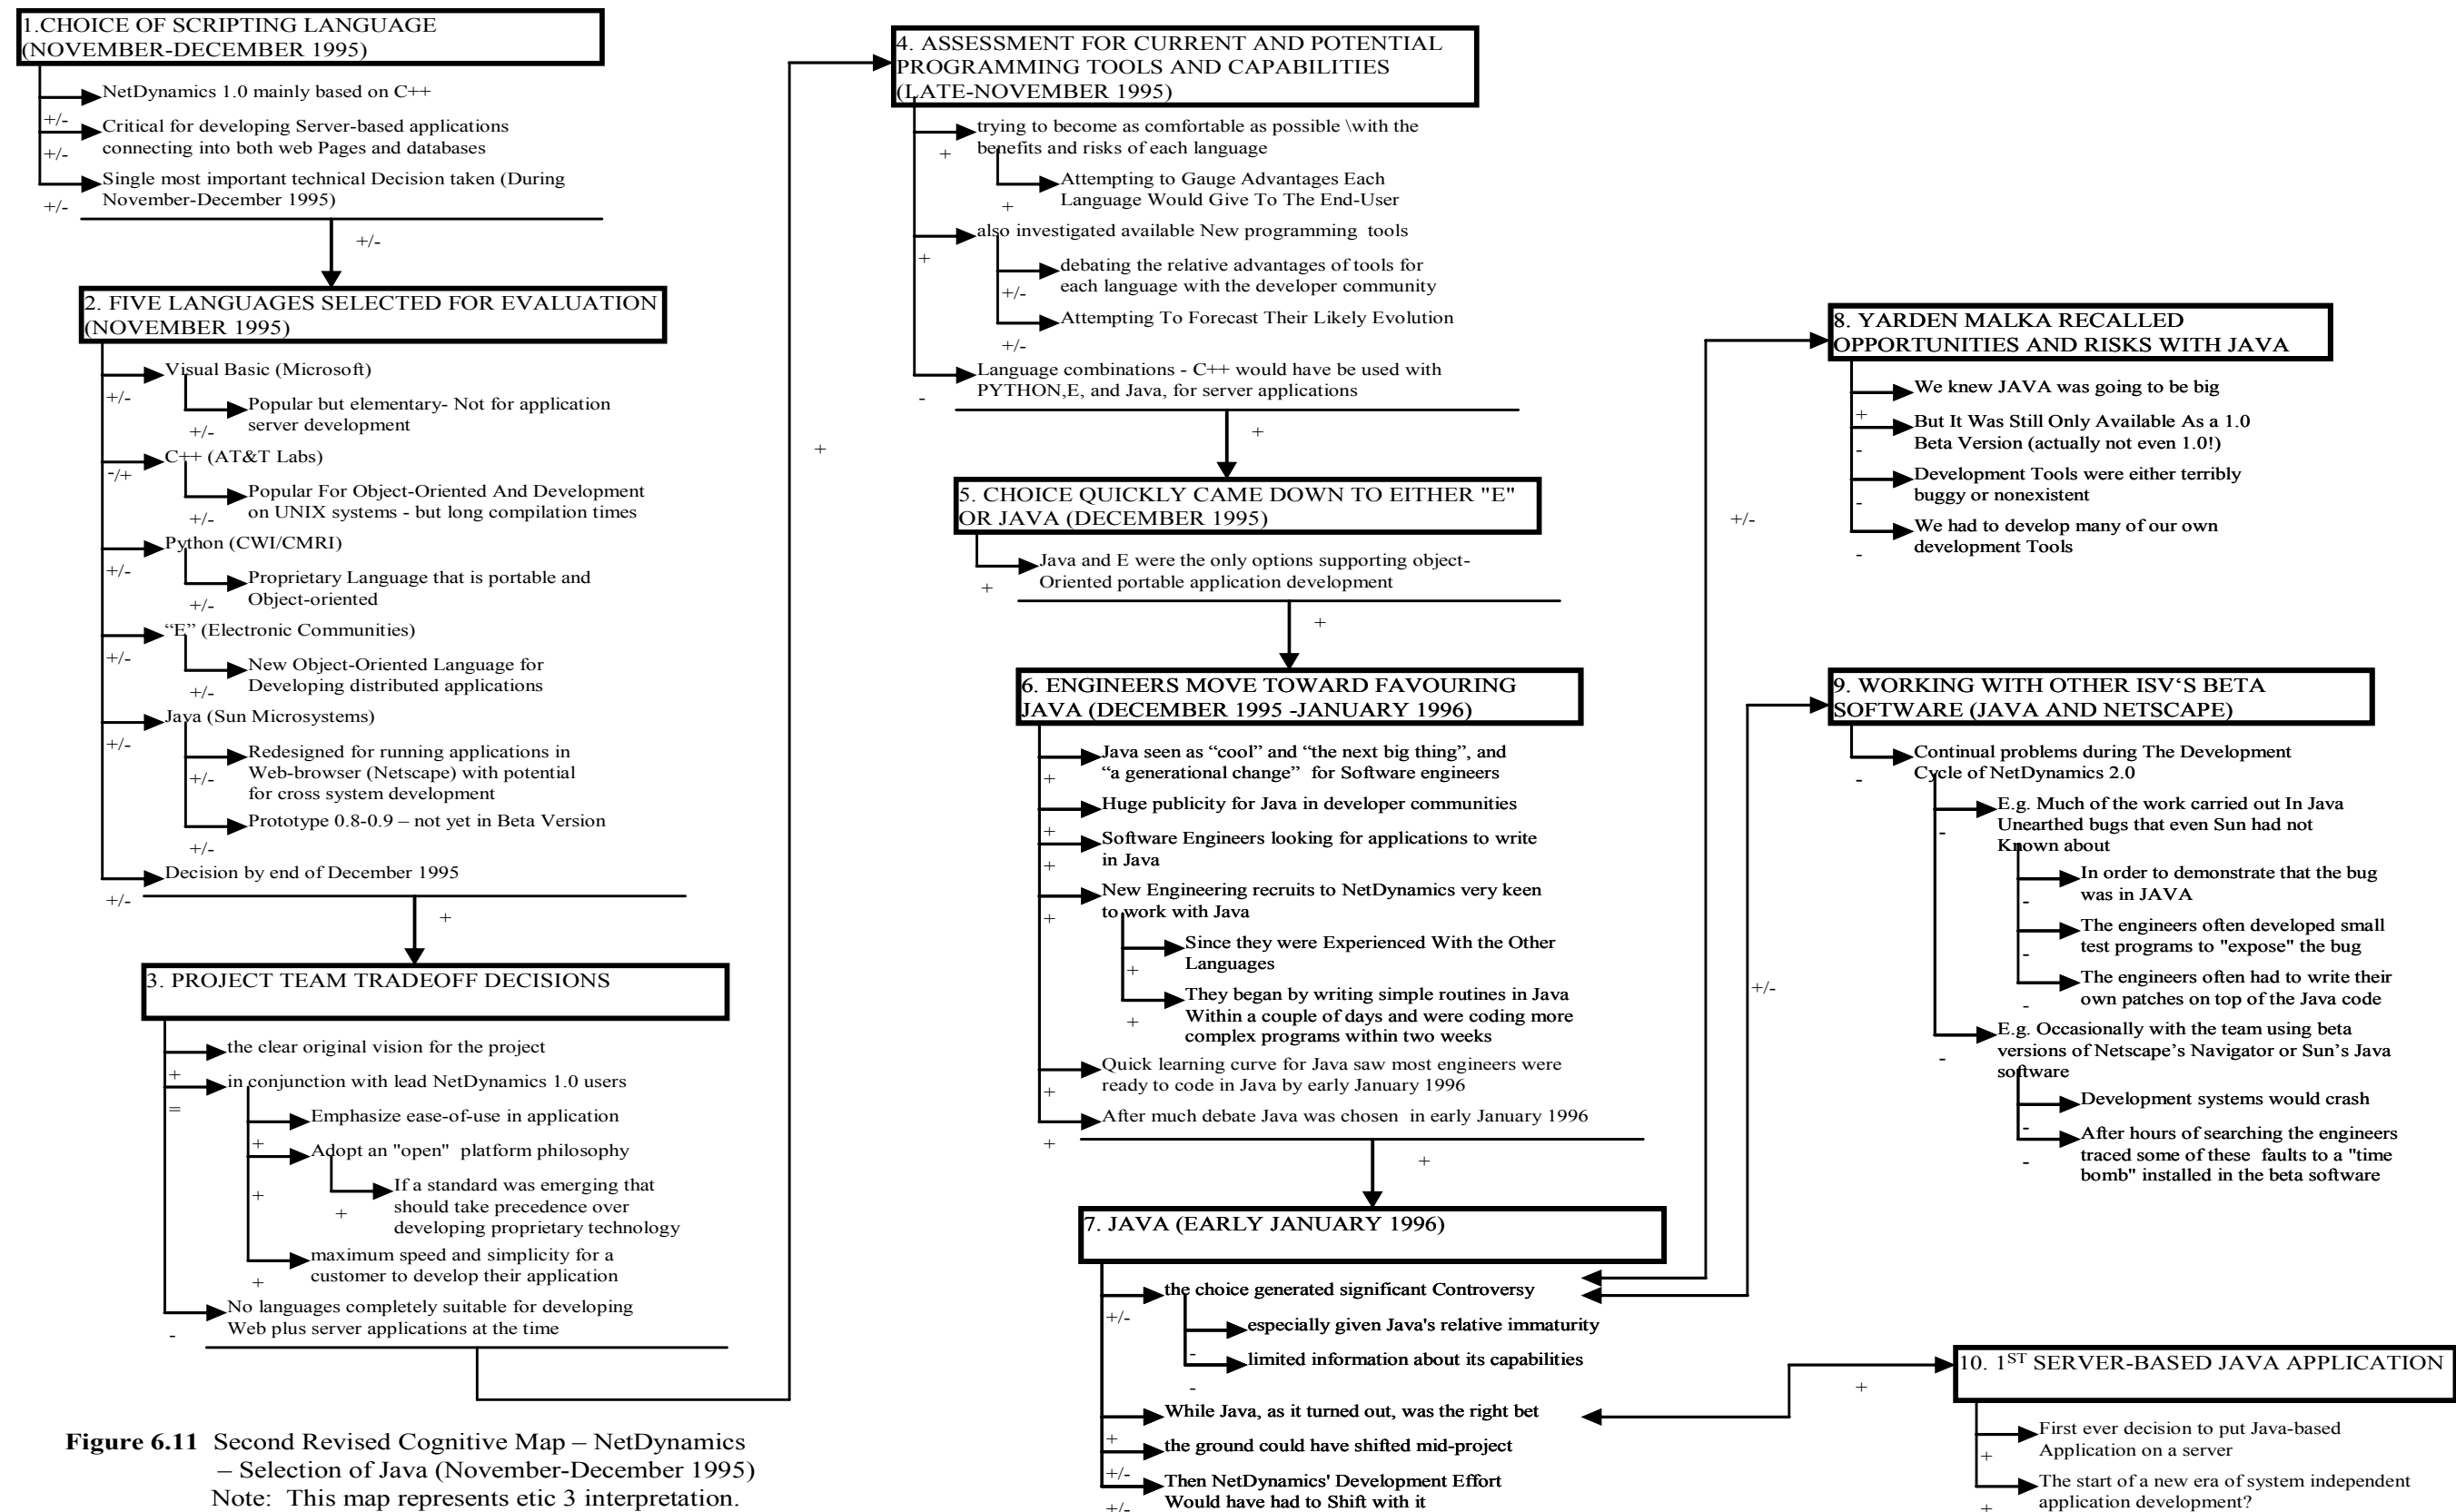 1.CHOICE OF SCRIPTING LANGUAGE
(NOVEMBER-DECEMBER 1995)
NetDynamics 1.0 mainly based on C++
+/-
Critical for developing Server-based applications
connecting into both web Pages and databases
+/-
Single most important technical Decision taken (During
November-December 1995)
+/-
+/-
2. FIVE LANGUAGES SELECTED FOR EVALUATION
(NOVEMBER 1995)
Visual Basic (Microsoft)
+/-
Popular but elementary- Not for application
server development
+/-
C++ (AT&T Labs)
-/+
Popular For Object-Oriented And Development
on UNIX systems - but long compilation times
+/-
Python (CWI/CMRI)
+/-
Proprietary Language that is portable and
Object-oriented
+/-
“E” (Electronic Communities)
+/-
New Object-Oriented Language for
Developing distributed applications
+/-
Java (Sun Microsystems)
+/-
Redesigned for running applications in
Web-browser (Netscape) with potential
for cross system development
+/-
Prototype 0.8-0.9 – not yet in Beta Version
+/-
Decision by end of December 1995
+/-
+
3. PROJECT TEAM TRADEOFF DECISIONS
the clear original vision for the project
+
in conjunction with lead NetDynamics 1.0 users
=
Emphasize ease-of-use in application
+
Adopt an "open" platform philosophy
+
If a standard was emerging that
should take precedence over
developing proprietary technology
+
maximum speed and simplicity for a
customer to develop their application
+
No languages completely suitable for developing
Web plus server applications at the time
-
+
4. ASSESSMENT FOR CURRENT AND POTENTIAL
PROGRAMMING TOOLS AND CAPABILITIES
(LATE-NOVEMBER 1995)
trying to become as comfortable as possible \with the
benefits and risks of each language
+
Attempting to Gauge Advantages Each
Language Would Give To The End-User
+
also investigated available New programming tools
+
debating the relative advantages of tools for
each language with the developer community
+/-
Attempting To Forecast Their Likely Evolution
+/-
Language combinations - C++ would have be used with
PYTHON,E, and Java, for server applications
-
+
5. CHOICE QUICKLY CAME DOWN TO EITHER "E"
OR JAVA (DECEMBER 1995)
Java and E were the only options supporting object-
Oriented portable application development
+
+
6. ENGINEERS MOVE TOWARD FAVOURING
JAVA (DECEMBER 1995 -JANUARY 1996)
Java seen as “cool” and “the next big thing”, and
“a generational change” for Software engineers
+
Huge publicity for Java in developer communities
+
Software Engineers looking for applications to write
in Java
+
New Engineering recruits to NetDynamics very keen
to work with Java
+
Since they were Experienced With the Other
Languages
+
They began by writing simple routines in Java
Within a couple of days and were coding more
complex programs within two weeks
+
Quick learning curve for Java saw most engineers were
ready to code in Java by early January 1996
+
After much debate Java was chosen in early January 1996
+
+
7. JAVA (EARLY JANUARY 1996)
the choice generated significant Controversy
+/-
especially given Java's relative immaturity
-
limited information about its capabilities
-
While Java, as it turned out, was the right bet
+
the ground could have shifted mid-project
+/-
Then NetDynamics' Development Effort
Would have had to Shift with it
+/-
+/-
8. YARDEN MALKA RECALLED
OPPORTUNITIES AND RISKS WITH JAVA
We knew JAVA was going to be big
+
But It Was Still Only Available As a 1.0
Beta Version (actually not even 1.0!)
-
Development Tools were either terribly
buggy or nonexistent
-
We had to develop many of our own
development Tools
-
+/-
9. WORKING WITH OTHER ISV‘S BETA
SOFTWARE (JAVA AND NETSCAPE)
Continual problems during The Development
Cycle of NetDynamics 2.0
-
E.g. Much of the work carried out In Java
Unearthed bugs that even Sun had not
Known about
-
In order to demonstrate that the bug
was in JAVA
-
The engineers often developed small
test programs to "expose" the bug
-
The engineers often had to write their
own patches on top of the Java code
-
E.g. Occasionally with the team using beta
versions of Netscape’s Navigator or Sun’s Java
software
-
Development systems would crash
-
After hours of searching the engineers
traced some of these faults to a "time
bomb" installed in the beta software
-
+
10. 1ST SERVER-BASED JAVA APPLICATION
First ever decision to put Java-based
Application on a server
+
The start of a new era of system independent
application development?
+
Figure 6.11 Second Revised Cognitive Map – NetDynamics
– Selection of Java (November-December 1995)
Note: This map represents etic 3 interpretation.